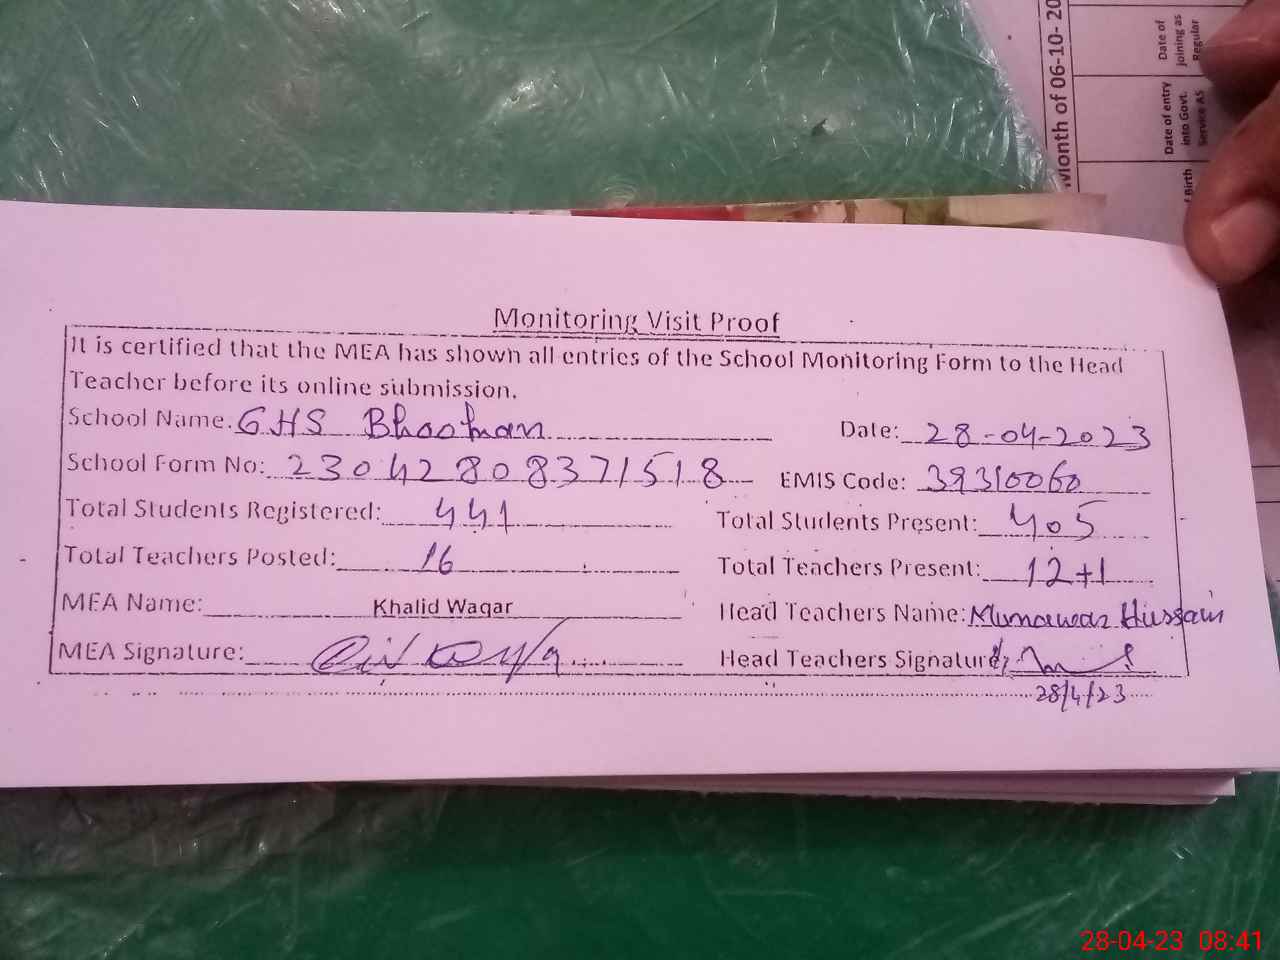 Month of 06-10- 20
Date of
joining as
Regular
Date of entry
into Govt.
Service AS
Birth
Monitoring Visit Proof
It is certified that the MEA has shown all entries of the School Monitoring Form to the Head
Teacher before its online submission.
School Name: GHS Bhoohan Date: 28-04-2023
School Form No: 23042808371518 EMIS Code: 39310060
Total Students Registered: 441 Total Students Present: 405
Total Teachers Posted: 16 Total Teachers Present: 12+1
MEA Name: Khalid Waqar Head Teachers Name: Munawar Hussain
MEA Signature: Head Teachers Signature
28/4/23
28-04-23 08:41